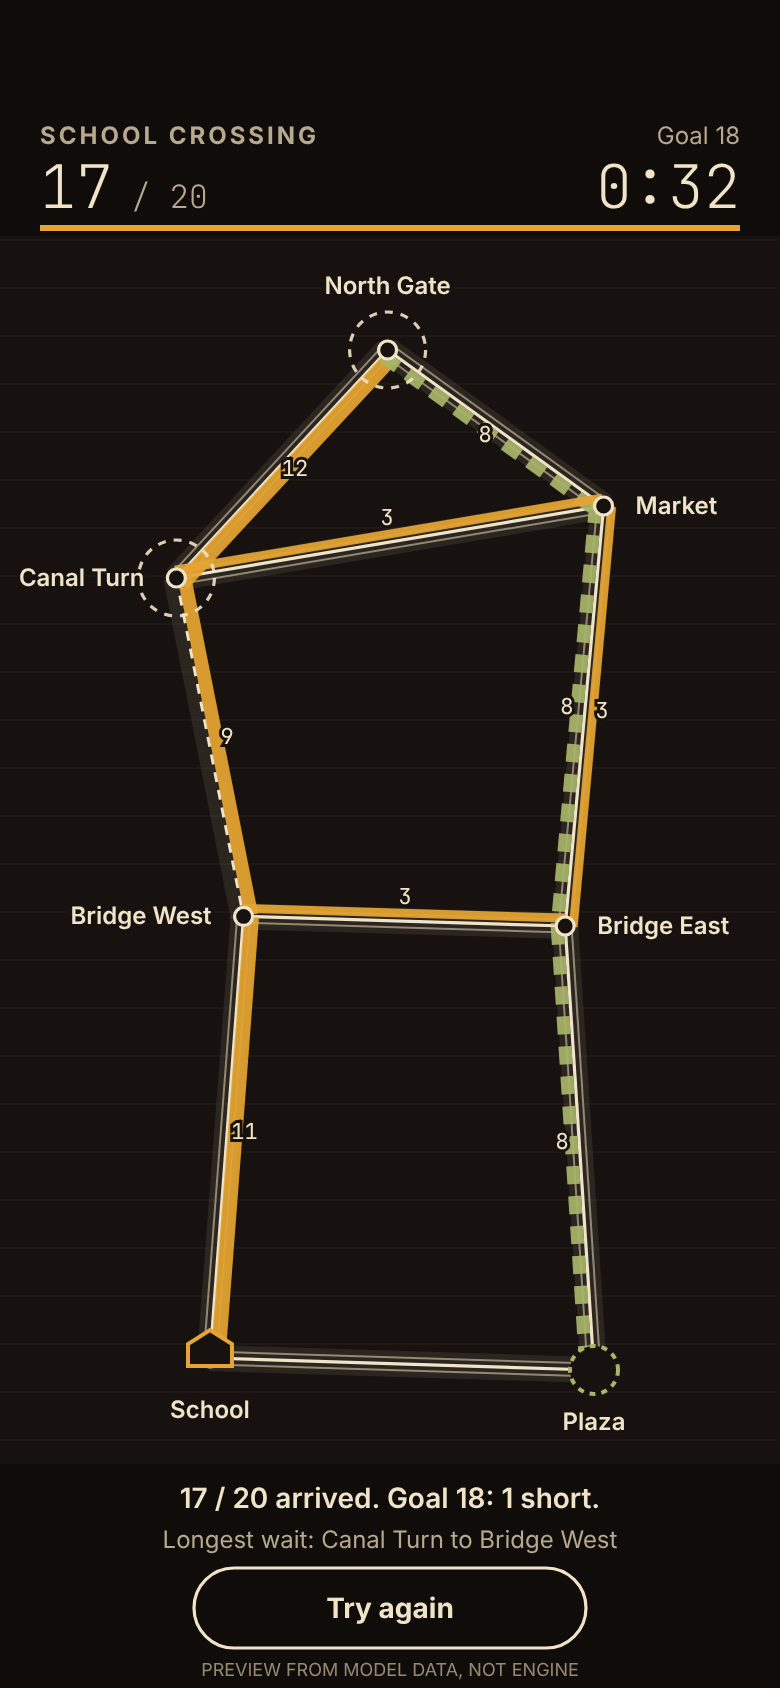 SCHOOL CROSSING
Goal 18
17 / 20
0:32
North Gate
8
12
Market
3
Canal Turn
8
3
9
3
Bridge West
Bridge East
11
8
School
Plaza
17 / 20 arrived. Goal 18: 1 short.
Longest wait: Canal Turn to Bridge West
Try again
PREVIEW FROM MODEL DATA, NOT ENGINE